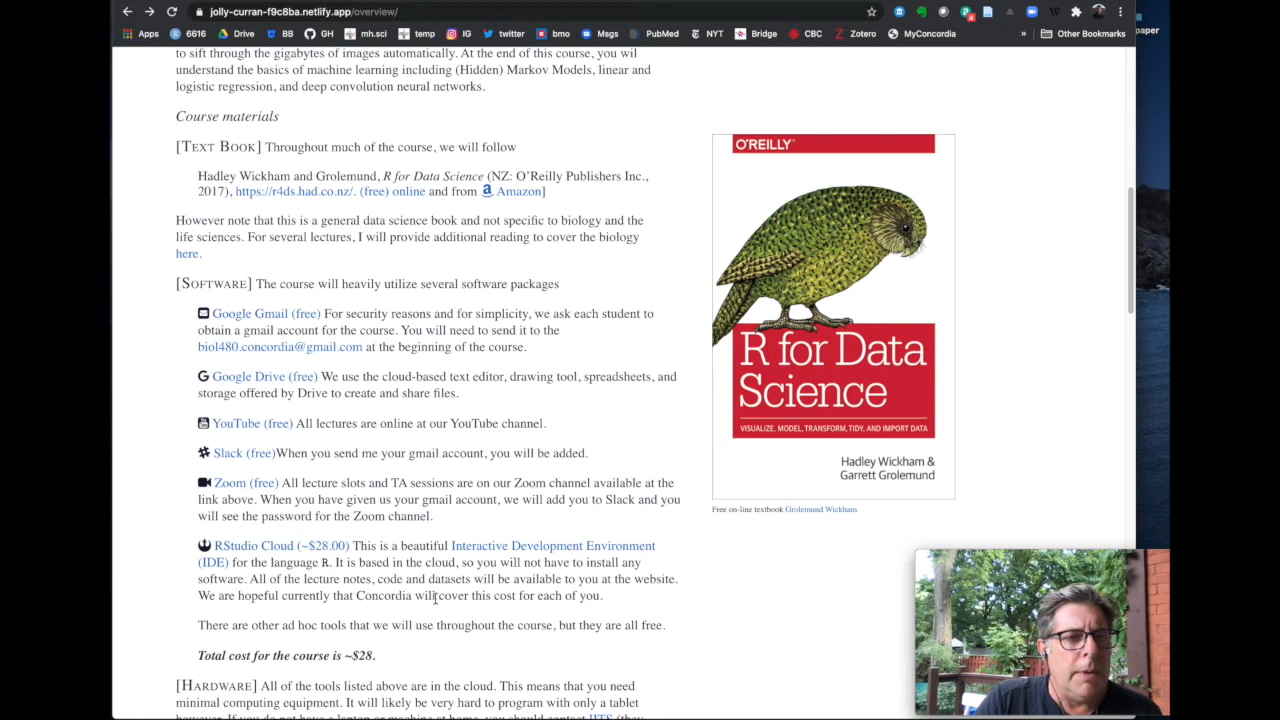 jolly-curran-f9c8ba.netlify.app/overview/
Apps 6616 Drive BB GH mh.sci temp IG twitter bmo Msgs PubMed NYT Bridge CBC Zotero MyConcordia » Other Bookmarks
paper
to sift through the gigabytes of images automatically. At the end of this course, you will
understand the basics of machine learning including (Hidden) Markov Models, linear and
logistic regression, and deep convolution neural networks.
Course materials
[TEXT BOOK] Throughout much of the course, we will follow
Hadley Wickham and Grolemund, R for Data Science (NZ: O'Reilly Publishers Inc.,
2017), https://r4ds.had.co.nz/. (free) online and from Amazon]
However note that this is a general data science book and not specific to biology and the
life sciences. For several lectures, I will provide additional reading to cover the biology
here.
[SOFTWARE] The course will heavily utilize several software packages
Google Gmail (free) For security reasons and for simplicity, we ask each student to
obtain a gmail account for the course. You will need to send it to the
biol480.concordia@gmail.com at the beginning of the course.
Google Drive (free) We use the cloud-based text editor, drawing tool, spreadsheets, and
storage offered by Drive to create and share files.
YouTube (free) All lectures are online at our YouTube channel.
Slack (free)When you send me your gmail account, you will be added.
Zoom (free) All lecture slots and TA sessions are on our Zoom channel available at the
link above. When you have given us your gmail account, we will add you to Slack and you
will see the password for the Zoom channel.
RStudio Cloud (~$28.00) This is a beautiful Interactive Development Environment
(IDE) for the language R. It is based in the cloud, so you will not have to install any
software. All of the lecture notes, code and datasets will be available to you at the website.
We are hopeful currently that Concordia will cover this cost for each of you.
There are other ad hoc tools that we will use throughout the course, but they are all free.
Total cost for the course is ~$28.
[HARDWARE] All of the tools listed above are in the cloud. This means that you need
minimal computing equipment. It will likely be very hard to program with only a tablet
O'REILLY®
R for Data
Science
VISUALIZE, MODEL, TRANSFORM, TIDY, AND IMPORT DATA
Hadley Wickham &
Garrett Grolemund
Free on-line textbook Grolemund Wickham